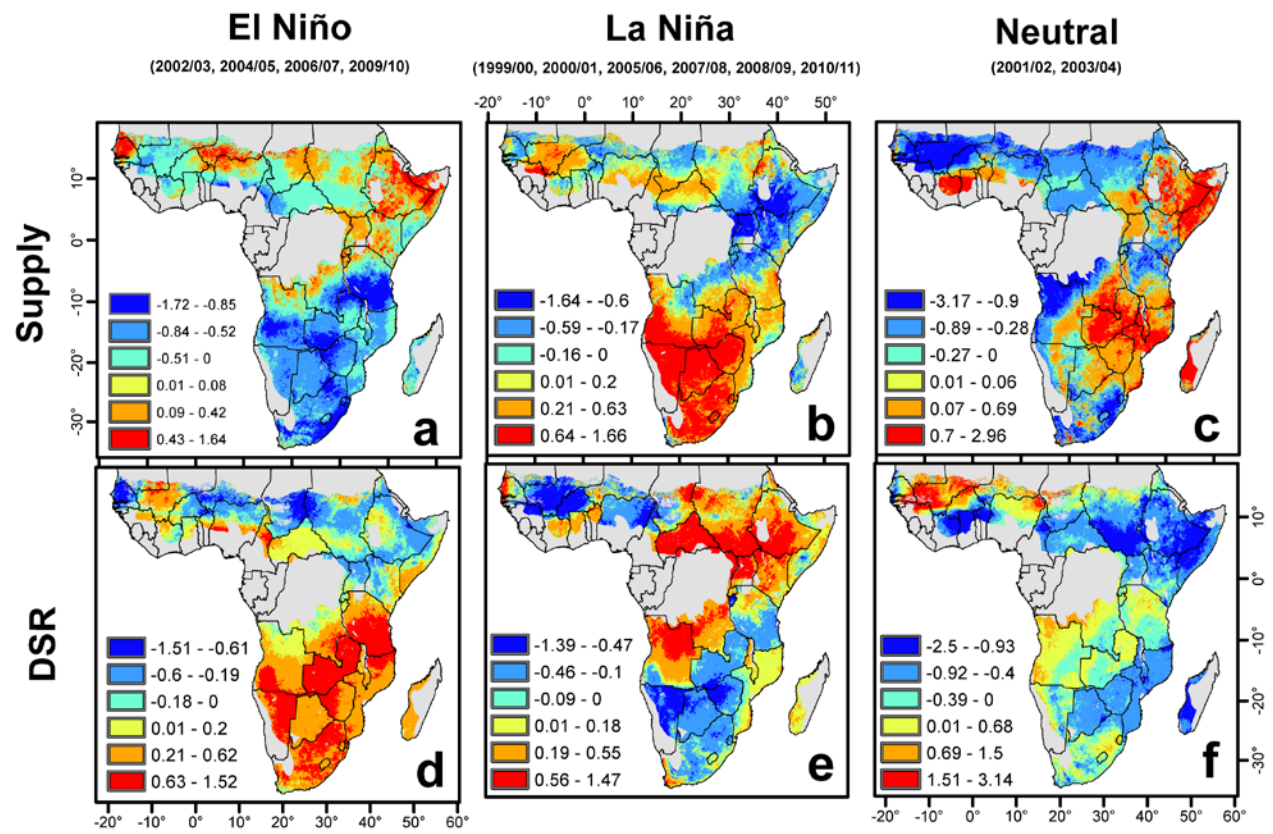 El Niño
(2002/03, 2004/05, 2006/07, 2009/10)
La Niña
(1999/00, 2000/01, 2005/06, 2007/08, 2008/09, 2010/11)
Neutral
(2001/02, 2003/04)
-20° -10° 0° 10° 20° 30° 40° 50°
Supply
10°
0°
-10°
-20°
-30°
-1.72 - -0.85
-0.84 - -0.52
-0.51 - 0
0.01 - 0.08
0.09 - 0.42
0.43 - 1.64
a
-1.64 - -0.6
-0.59 - -0.17
-0.16 - 0
0.01 - 0.2
0.21 - 0.63
0.64 - 1.66
b
-3.17 - -0.9
-0.89 - -0.28
-0.27 - 0
0.01 - 0.06
0.07 - 0.69
0.7 - 2.96
c
DSR
-1.51 - -0.61
-0.6 - -0.19
-0.18 - 0
0.01 - 0.2
0.21 - 0.62
0.63 - 1.52
d
-1.39 - -0.47
-0.46 - -0.1
-0.09 - 0
0.01 - 0.18
0.19 - 0.55
0.56 - 1.47
e
-2.5 - -0.93
-0.92 - -0.4
-0.39 - 0
0.01 - 0.68
0.69 - 1.5
1.51 - 3.14
f
10°
0°
-10°
-20°
-30°
-20° -10° 0° 10° 20° 30° 40° 50° 60°
-20° -10° 0° 10° 20° 30° 40° 50° 60°